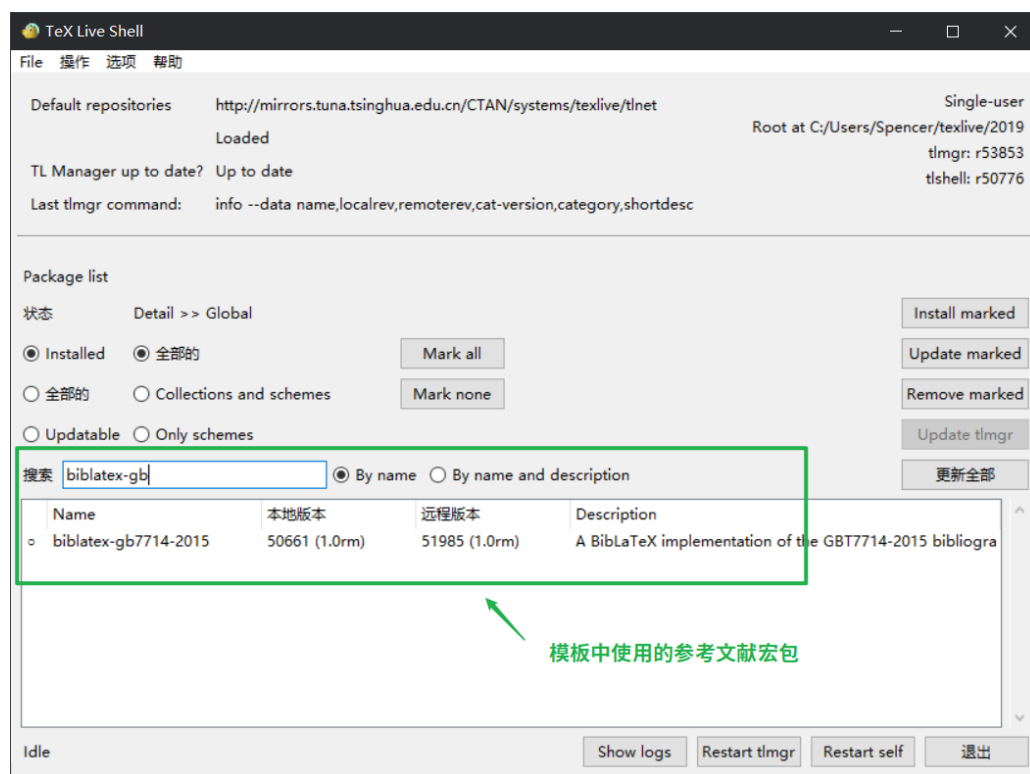 TeX Live Shell
File 操作 选项 帮助
Default repositories http://mirrors.tuna.tsinghua.edu.cn/CTAN/systems/texlive/tlnet Single-user
Loaded Root at C:/Users/Spencer/texlive/2019
tlmgr: r53853
TL Manager up to date? Up to date tlshell: r50776
Last tlmgr command: info --data name,localrev,remoterev,cat-version,category,shortdesc
Package list
状态 Detail >> Global Install marked
Installed 全部的 Mark all Update marked
全部的 Collections and schemes Mark none Remove marked
Updatable Only schemes Update tlmgr
搜索 biblatex-gb By name By name and description 更新全部
Name 本地版本 远程版本 Description
biblatex-gb7714-2015 50661 (1.0rm) 51985 (1.0rm) A BibLaTeX implementation of the GBT7714-2015 bibliogra
模板中使用的参考文献宏包
Idle Show logs Restart tlmgr Restart self 退出